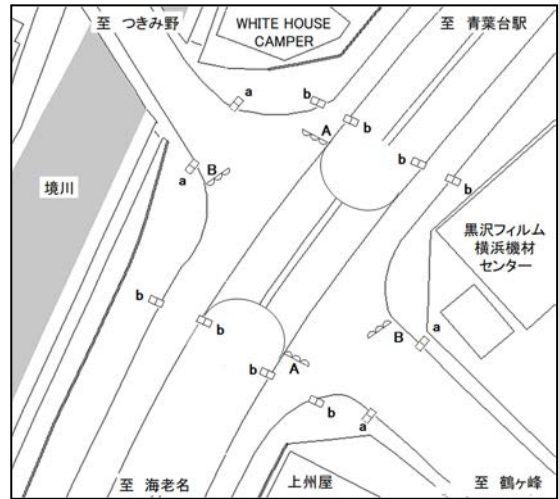 至 つきみ野
WHITE HOUSE
CAMPER
至 青葉台駅
a
b
A
b
b
b
B
a
境川
黒沢フィルム
横浜機材
センター
b
b
B
a
A
b
b
a
至 海老名
上州屋
至 鶴ヶ峰